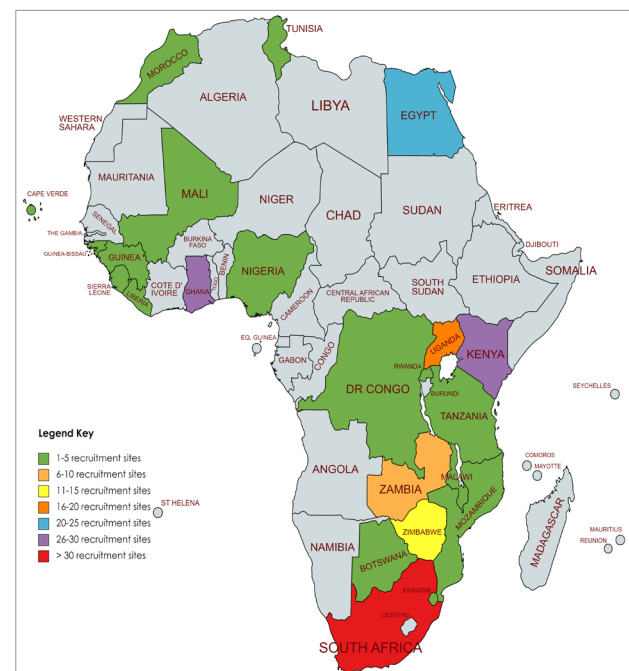 TUNISIA
MOROCCO
ALGERIA
LIBYA
EGYPT
WESTERN
SAHARA
MAURITANIA
MALI
NIGER
CHAD
SUDAN
ERITREA
CAPE VERDE
SENEGAL
THE GAMBIA
GUINEA-BISSAU
GUINEA
BURKINA
FASO
BENIN
NIGERIA
DJIBOUTI
SOMALIA
ETHIOPIA
SOUTH
SUDAN
CENTRAL AFRICAN
REPUBLIC
CAMEROON
SIERRA
LEONE
LIBERIA
COTE D'
IVOIRE
GHANA
TOGO
EQ. GUINEA
GABON
CONGO
UGANDA
KENYA
RWANDA
BURUNDI
DR CONGO
TANZANIA
SEYCHELLES
Legend Key
1-5 recruitment sites
6-10 recruitment sites
11-15 recruitment sites
16-20 recruitment sites
20-25 recruitment sites
26-30 recruitment sites
> 30 recruitment sites
ST HELENA
ANGOLA
ZAMBIA
MALAWI
MOZAMBIQUE
COMOROS
MAYOTTE
MADAGASCAR
MAURITIUS
REUNION
ZIMBABWE
NAMIBIA
BOTSWANA
ESWATINI
LESOTHO
SOUTH AFRICA